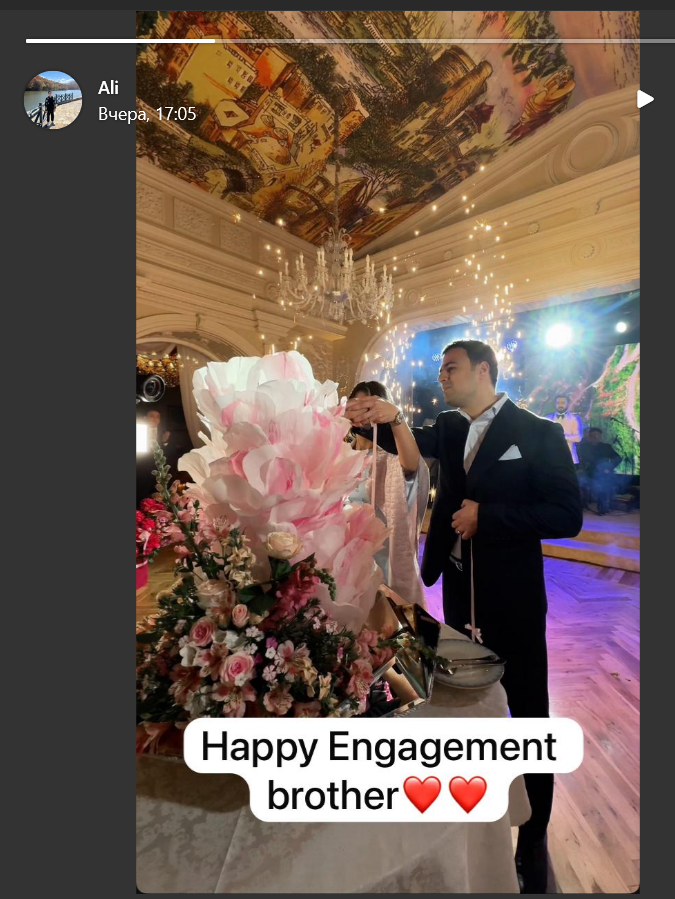 Ali
Вчера, 17:05
Happy Engagement
brother❤️❤️